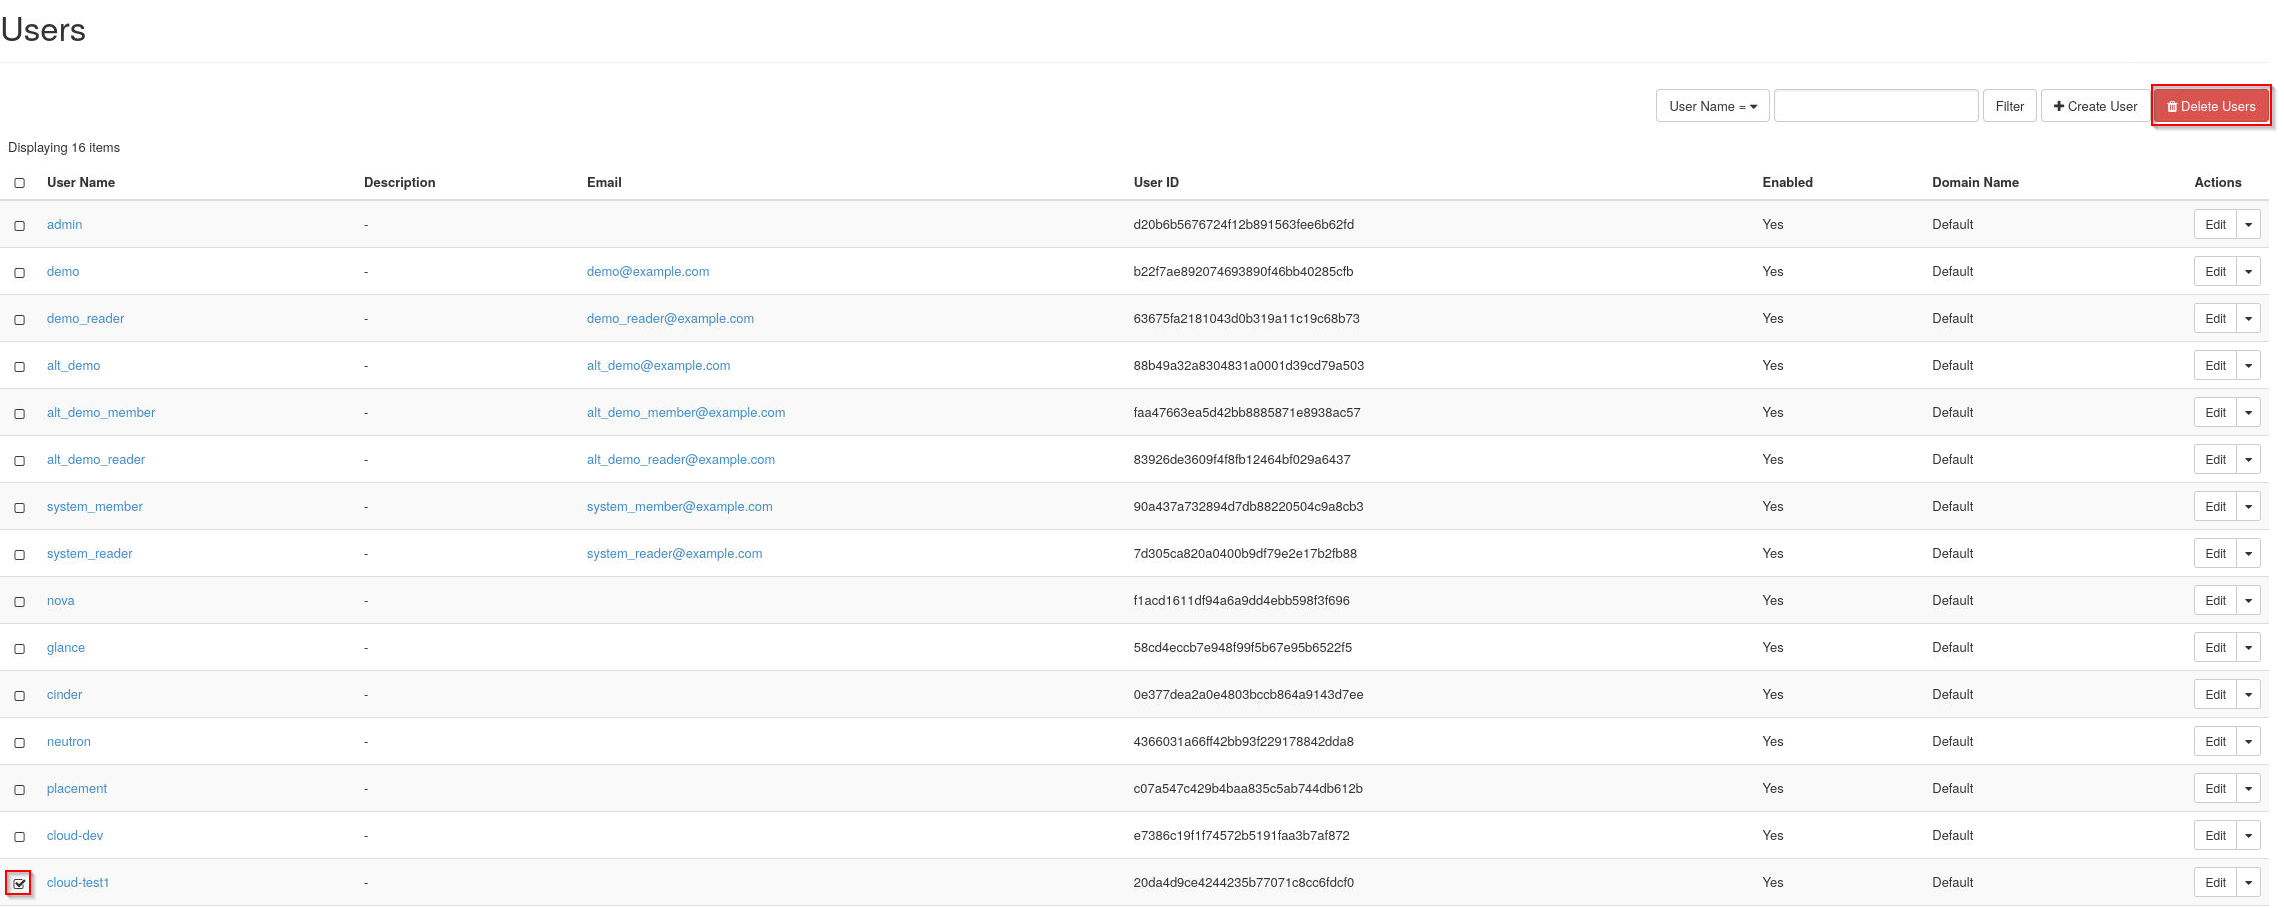 Users
User Name = Filter Create User Delete Users
Displaying 16 items
User Name Description Email User ID Enabled Domain Name Actions
admin - d20b6b5676724f12b891563fee6b62fd Yes Default Edit
demo - demo@example.com b22f7ae892074693890f46bb40285cfb Yes Default Edit
demo_reader - demo_reader@example.com 63675fa2181043d0b319a11c19c68b73 Yes Default Edit
alt_demo - alt_demo@example.com 88b49a32a8304831a0001d39cd79a503 Yes Default Edit
alt_demo_member - alt_demo_member@example.com faa47663ea5d42bb8885871e8938ac57 Yes Default Edit
alt_demo_reader - alt_demo_reader@example.com 83926de3609f4f8fb12464bf029a6437 Yes Default Edit
system_member - system_member@example.com 90a437a732894d7db88220504c9a8cb3 Yes Default Edit
system_reader - system_reader@example.com 7d305ca820a0400b9df79e2e17b2fb88 Yes Default Edit
nova - f1acd1611df94a6a9dd4ebb598f3f696 Yes Default Edit
glance - 58cd4eccb7e948f99f5b67e95b6522f5 Yes Default Edit
cinder - 0e377dea2a0e4803bccb864a9143d7ee Yes Default Edit
neutron - 4366031a66ff42bb93f229178842dda8 Yes Default Edit
placement - c07a547c429b4baa835c5ab744db612b Yes Default Edit
cloud-dev - e7386c19f1f74572b5191faa3b7af872 Yes Default Edit
cloud-test1 - 20da4d9ce4244235b77071c8cc6fdcf0 Yes Default Edit